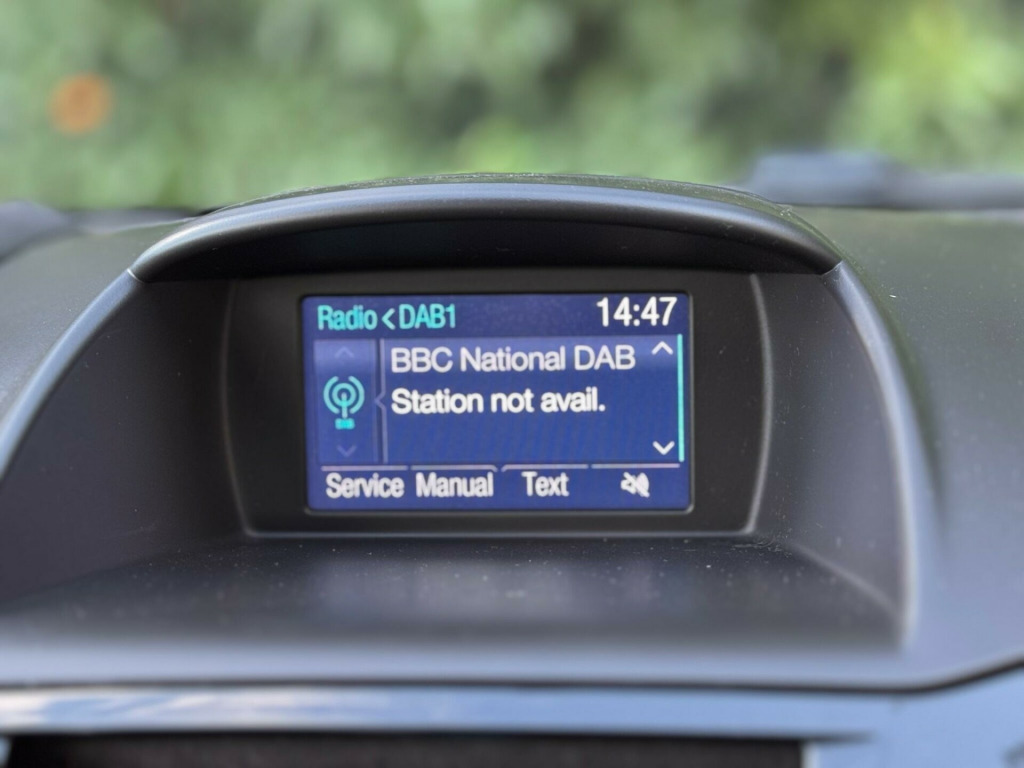 Radio < DAB1 14:47
BBC National DAB
Station not avail.
Service Manual Text